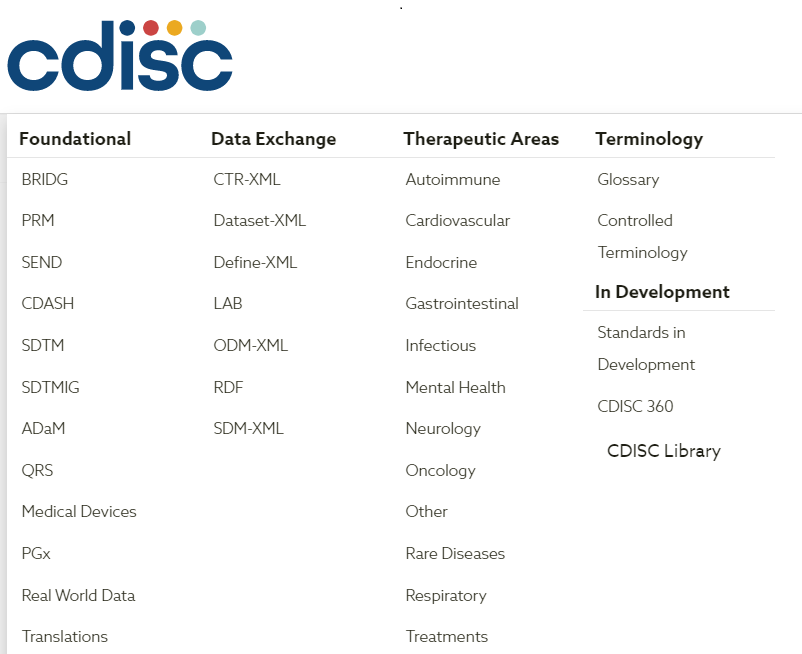 cdisc
Foundational
BRIDG
PRM
SEND
CDASH
SDTM
SDTMIG
ADaM
QRS
Medical Devices
PGx
Real World Data
Translations
Data Exchange
CTR-XML
Dataset-XML
Define-XML
LAB
ODM-XML
RDF
SDM-XML
Therapeutic Areas
Autoimmune
Cardiovascular
Endocrine
Gastrointestinal
Infectious
Mental Health
Neurology
Oncology
Other
Rare Diseases
Respiratory
Treatments
Terminology
Glossary
Controlled
Terminology
In Development
Standards in
Development
CDISC 360
CDISC Library